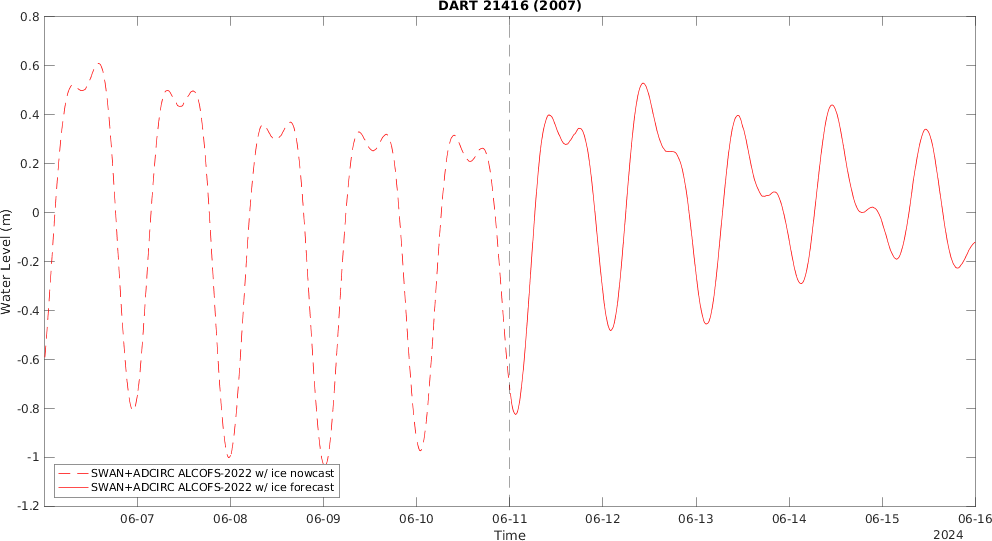 DART 21416 (2007)
0.8
0.6
0.4
0.2
0
-0.2
-0.4
-0.6
-0.8
-1
-1.2
Water Level (m)
SWAN+ADCIRC ALCOFS-2022 w/ ice nowcast
SWAN+ADCIRC ALCOFS-2022 w/ ice forecast
06-07 06-08 06-09 06-10 06-11 06-12 06-13 06-14 06-15 06-16
Time
2024